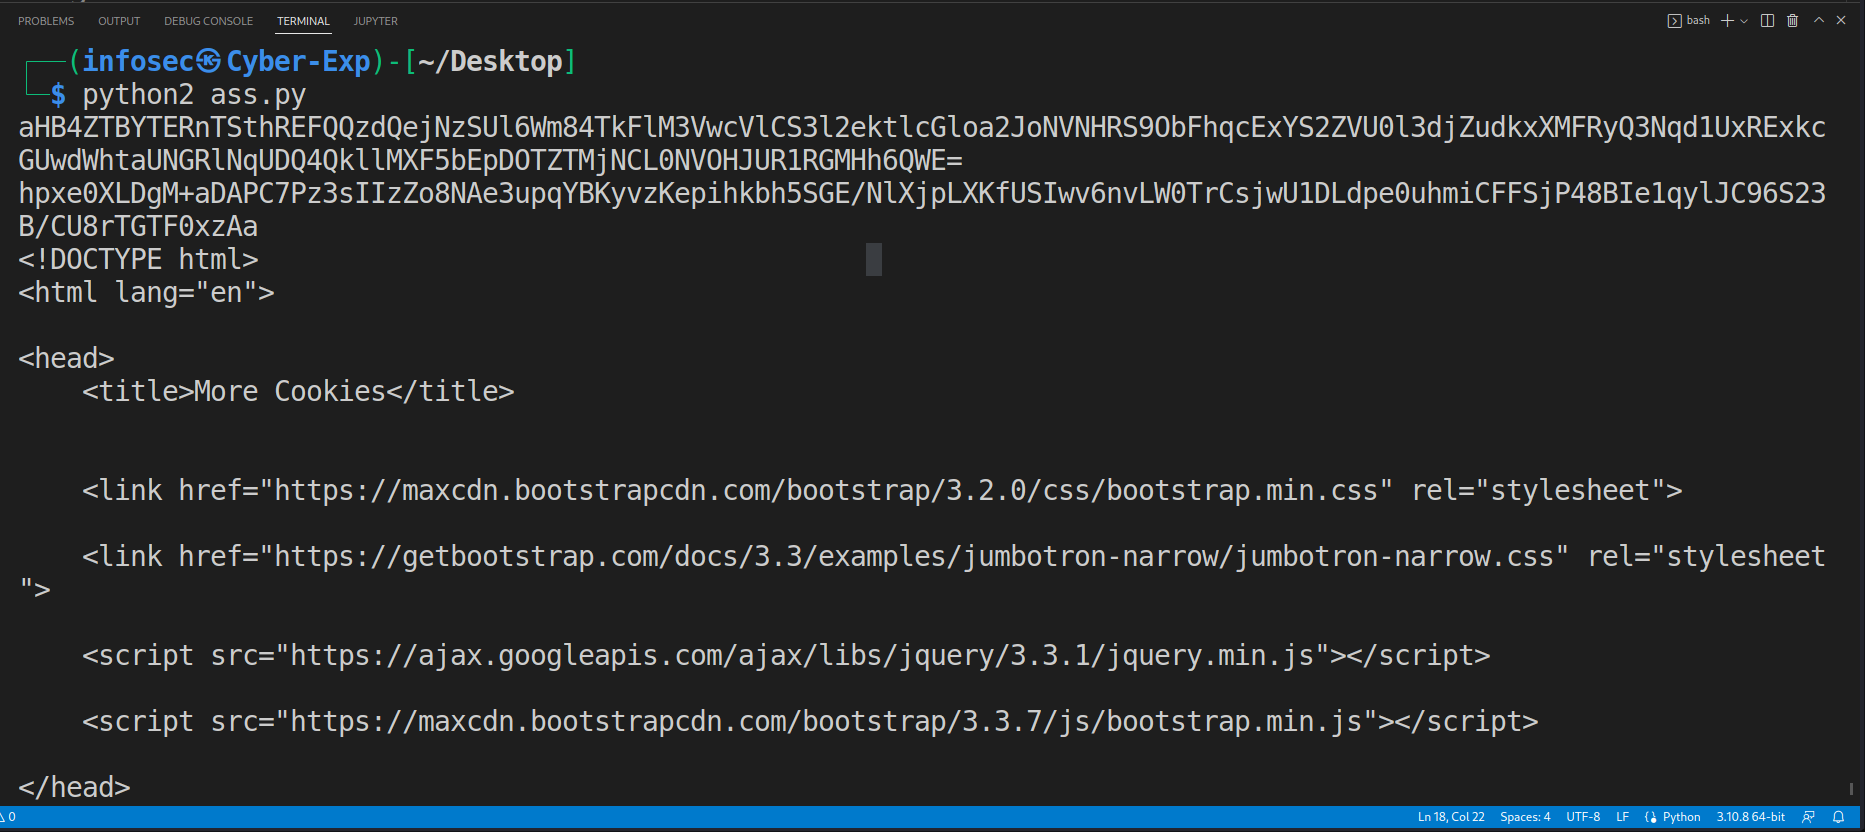 PROBLEMS OUTPUT DEBUG CONSOLE TERMINAL JUPYTER bash
(infosec㉿Cyber-Exp)-[~/Desktop]
$ python2 ass.py
aHB4ZTBYTERnTSthREFQQzdQejNzSUl6Wm84TkFlM3VwcVlCS3l2ektlcGloa2JoNVNHRS9ObFhqcExYS2ZVU0l3djZudkxXMFRyQ3Nqd1UxRExkc
GUwdWhtaUNGRlNqUDQ4QkllMXF5bEpDOTZTMjNCL0NVOHJUR1RGMHh6QWE=
hpxe0XLDgM+aDAPC7Pz3sIIzZo8NAe3upqYBKyvzKepihkbh5SGE/NlXjpLXKfUSIwv6nvLW0TrCsjwU1DLdpe0uhmiCFFSjP48BIe1qylJC96S23
B/CU8rTGTF0xzAa
<!DOCTYPE html>
<html lang="en">
<head>
<title>More Cookies</title>
<link href="https://maxcdn.bootstrapcdn.com/bootstrap/3.2.0/css/bootstrap.min.css" rel="stylesheet">
<link href="https://getbootstrap.com/docs/3.3/examples/jumbotron-narrow/jumbotron-narrow.css" rel="stylesheet
">
<script src="https://ajax.googleapis.com/ajax/libs/jquery/3.3.1/jquery.min.js"></script>
<script src="https://maxcdn.bootstrapcdn.com/bootstrap/3.3.7/js/bootstrap.min.js"></script>
</head>
0 Ln 18, Col 22 Spaces: 4 UTF-8 LF Python 3.10.8 64-bit